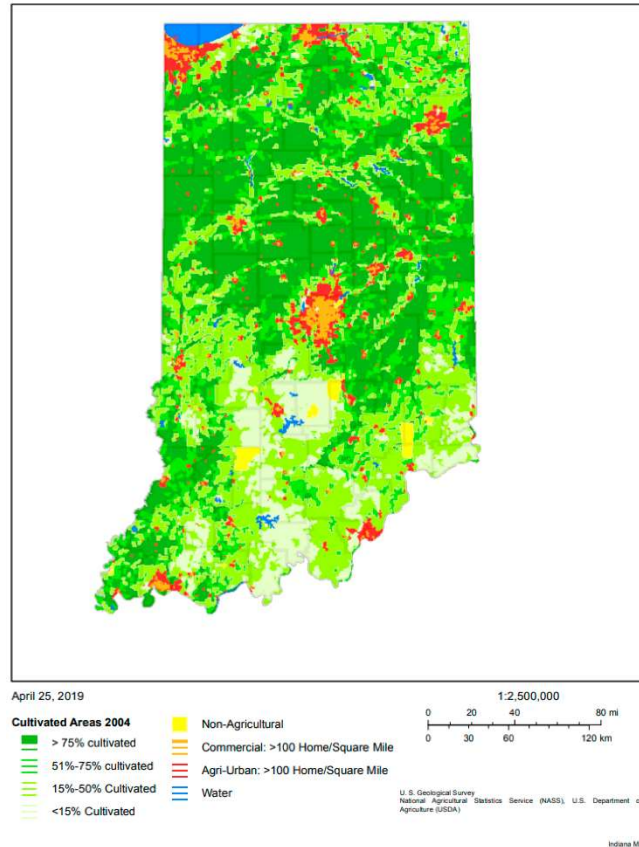 April 25, 2019
1:2,500,000
Cultivated Areas 2004
> 75% cultivated
51%-75% cultivated
15%-50% Cultivated
<15% Cultivated
Non-Agricultural
Commercial: >100 Home/Square Mile
Agri-Urban: >100 Home/Square Mile
Water
0 20 40 80 mi
0 30 60 120 km
U. S. Geological Survey
National Agricultural Statistics Service (NASS), U.S. Department
Agriculture (USDA)
Indiana